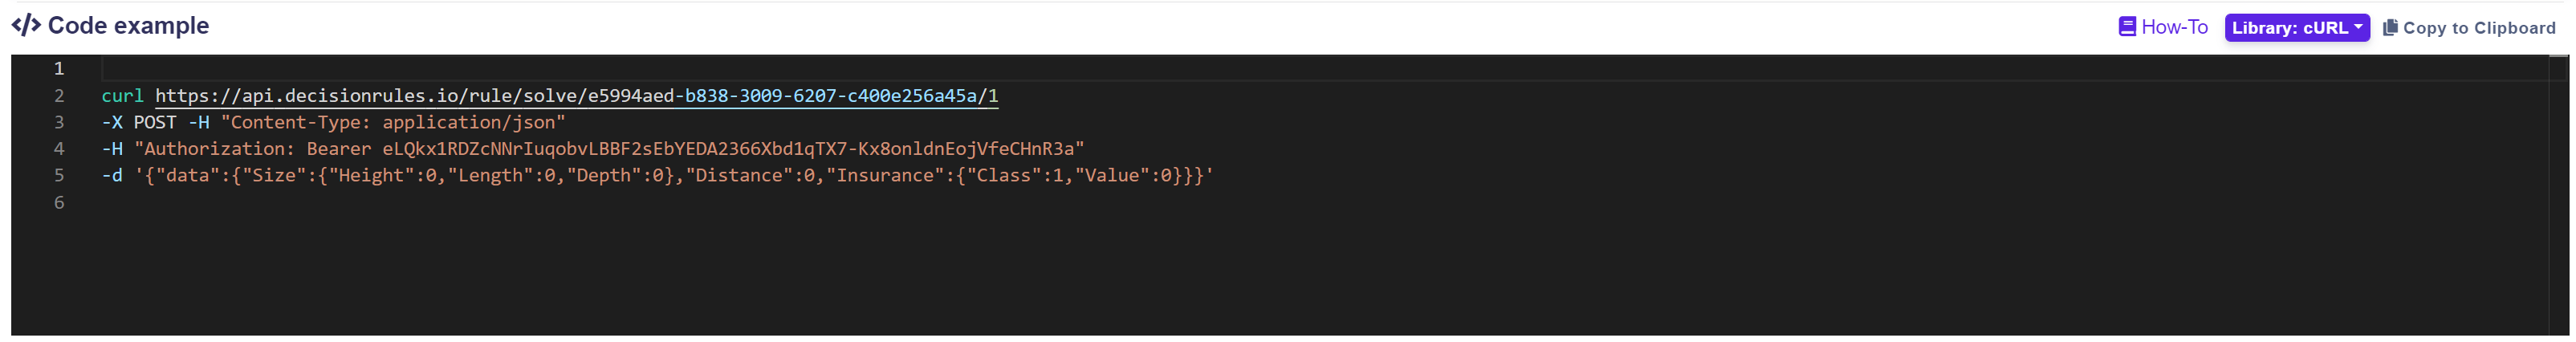 </> Code example
How-To
Library: cURL
Copy to Clipboard
1
2 curl https://api.decisionrules.io/rule/solve/e5994aed-b838-3009-6207-c400e256a45a/1
3 -X POST -H "Content-Type: application/json"
4 -H "Authorization: Bearer eLQkx1RDZcNNrIuqobvLBBF2sEbYEDA2366Xbd1qTX7-Kx8onldnEojVfeCHnR3a"
5 -d '{"data":{"Size":{"Height":0,"Length":0,"Depth":0},"Distance":0,"Insurance":{"Class":1,"Value":0}}}'
6